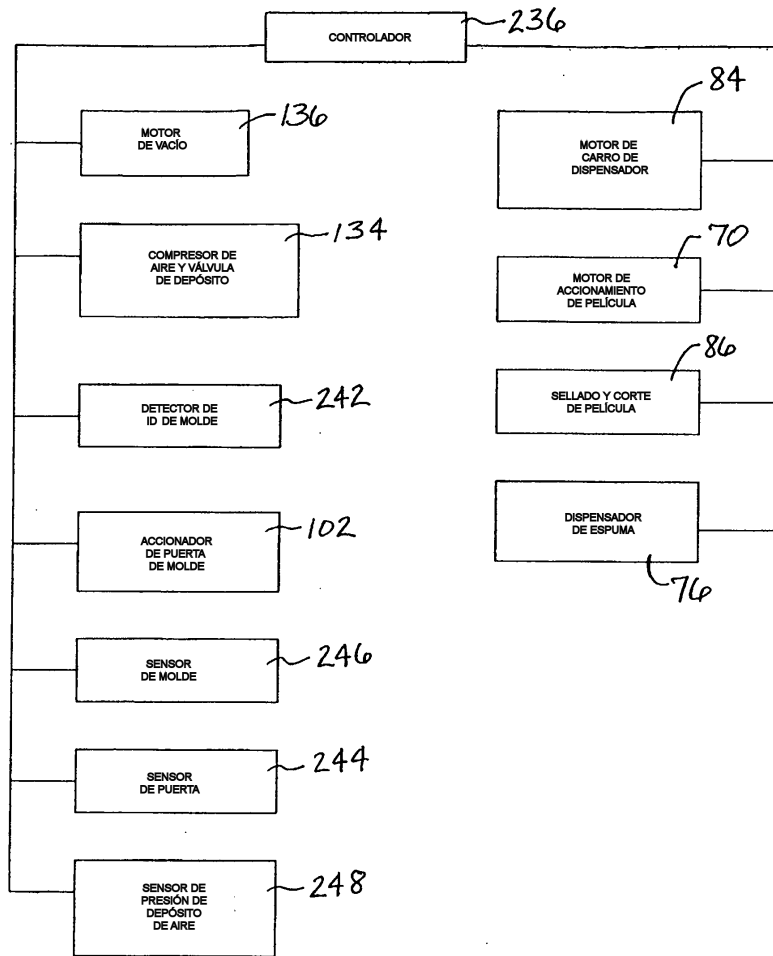 CONTROLADOR
236
MOTOR
DE VACÍO
136
COMPRESOR DE
AIRE Y VÁLVULA
DE DEPÓSITO
134
DETECTOR DE
ID DE MOLDE
242
ACCIONADOR
DE PUERTA
DE MOLDE
102
SENSOR
DE MOLDE
246
SENSOR
DE PUERTA
244
SENSOR DE
PRESIÓN DE
DEPÓSITO
DE AIRE
248
84
MOTOR DE
CARRO DE
DISPENSADOR
70
MOTOR DE
ACCIONAMIENTO
DE PELÍCULA
86
SELLADO Y CORTE
DE PELÍCULA
DISPENSADOR
DE ESPUMA
76